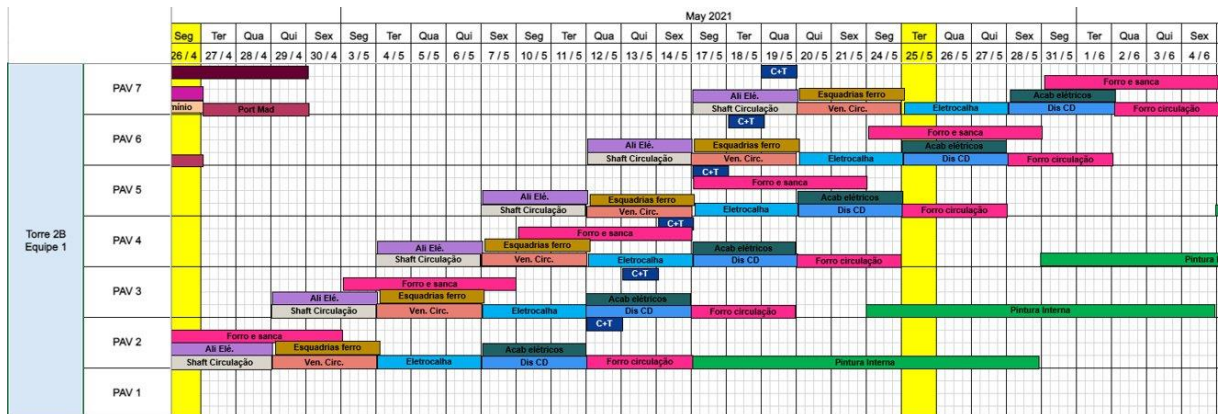 May 2021
Seg Ter Qua Qui Sex Seg Ter Qua Qui Sex Ter Qua Qui Sex Seg Ter Qua Qui Sex Seg Ter Qua Qui Sex Seg Ter Qua Qui Sex
26 / 4 27 / 4 28 / 4 29 / 4 30 / 4 3 / 5 4 / 5 5 / 5 6 / 5 7 / 5 10 / 5 11 / 5 12 / 5 13 / 5 14 / 5 17 / 5 18 / 5 19 / 5 20 / 5 21 / 5 24 / 5 25 / 5 26 / 5 27 / 5 28 / 5 31 / 5 1 / 6 2 / 6 3 / 6 4 / 6
Torre 2B
Equipe 1
PAV 7
C+T
Forro e sanca
Ali Elé. Esquadrias ferro Acab elétricos
mínio Port Mad Shaft Circulação Ven. Circ. Eletrocalha Dis CD Forro circulação
PAV 6
C+T
Forro e sanca
Ali Elé. Esquadrias ferro Acab elétricos
Shaft Circulação Ven. Circ. Eletrocalha Dis CD Forro circulação
PAV 5
C+T
Forro e sanca
Ali Elé. Esquadrias ferro Acab elétricos
Shaft Circulação Ven. Circ. Eletrocalha Dis CD Forro circulação
PAV 4
C+T
Forro e sanca
Ali Elé. Esquadrias ferro Acab elétricos
Shaft Circulação Ven. Circ. Eletrocalha Dis CD Forro circulação Pintura
PAV 3
C+T
Forro e sanca
Ali Elé. Esquadrias ferro Acab elétricos
Shaft Circulação Ven. Circ. Eletrocalha Dis CD Forro circulação Pintura Interna
PAV 2
C+T
Forro e sanca
Ali Elé. Esquadrias ferro Acab elétricos
Shaft Circulação Ven. Circ. Eletrocalha Dis CD Forro circulação Pintura Interna
PAV 1